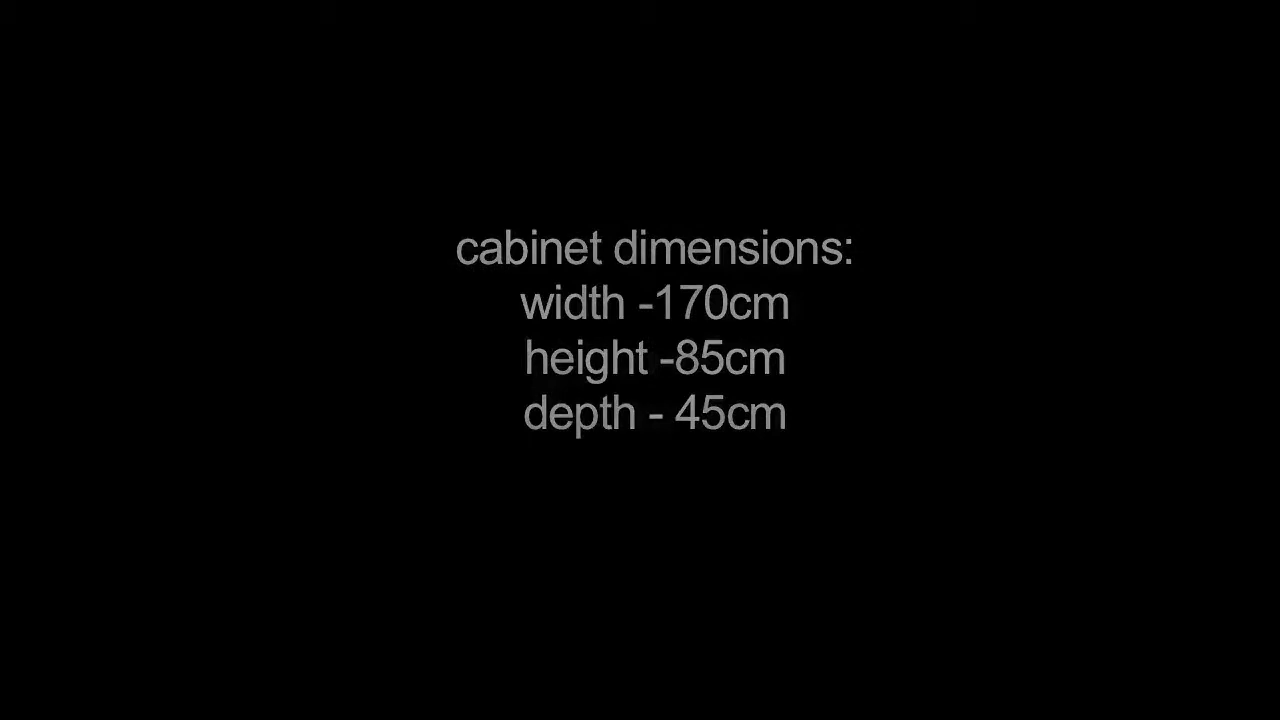 cabinet dimensions:
width -170cm
height -85cm
depth - 45cm